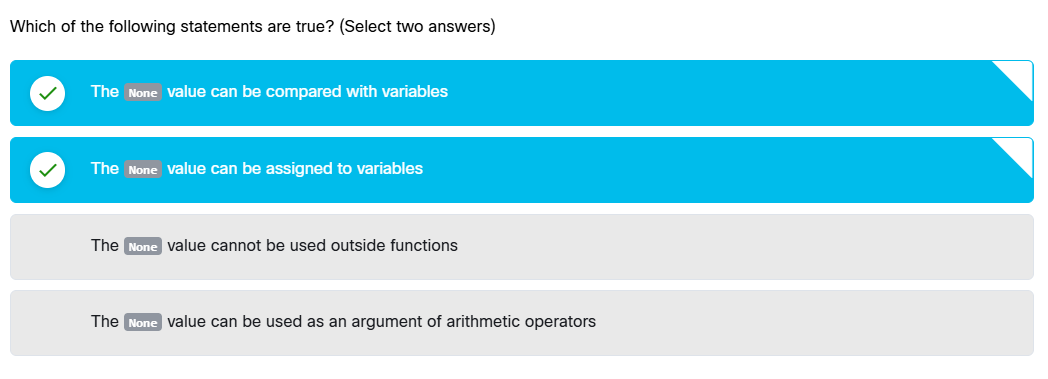 Which of the following statements are true? (Select two answers)
The None value can be compared with variables
The None value can be assigned to variables
The None value cannot be used outside functions
The None value can be used as an argument of arithmetic operators